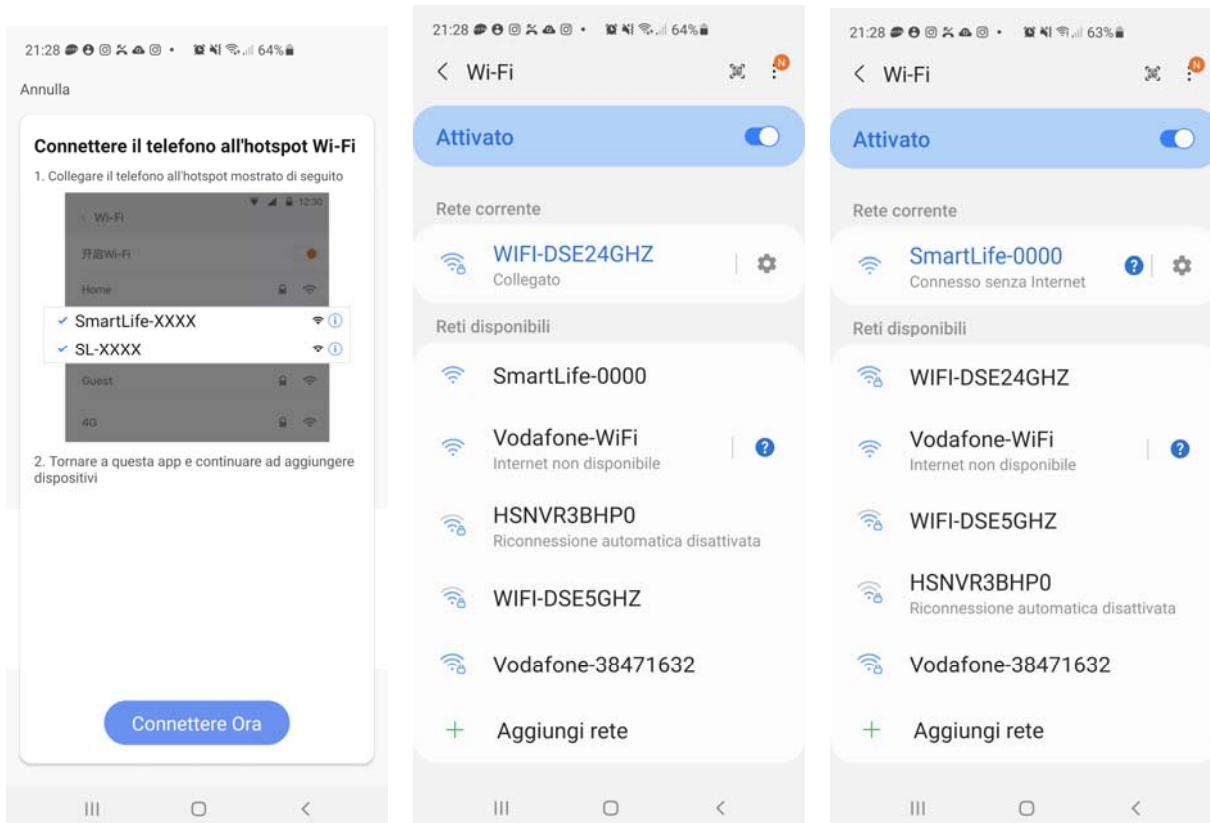 21:28 64%
Annulla
Connettere il telefono all'hotspot Wi-Fi
1. Collegare il telefono all'hotspot mostrato di seguito
12:30
Wi-Fi
开启Wi-Fi
Home
SmartLife-XXXX
SL-XXXX
Guest
4G
2. Tornare a questa app e continuare ad aggiungere
dispositivi
Connettere Ora
21:28 64%
Wi-Fi
N
Attivato
Rete corrente
WIFI-DSE24GHZ
Collegato
Reti disponibili
SmartLife-0000
Vodafone-WiFi
Internet non disponibile
HSNVR3BHP0
Riconnessione automatica disattivata
WIFI-DSE5GHZ
Vodafone-38471632
Aggiungi rete
21:28 63%
Wi-Fi
N
Attivato
Rete corrente
SmartLife-0000
Connesso senza Internet
Reti disponibili
WIFI-DSE24GHZ
Vodafone-WiFi
Internet non disponibile
WIFI-DSE5GHZ
HSNVR3BHP0
Riconnessione automatica disattivata
Vodafone-38471632
Aggiungi rete